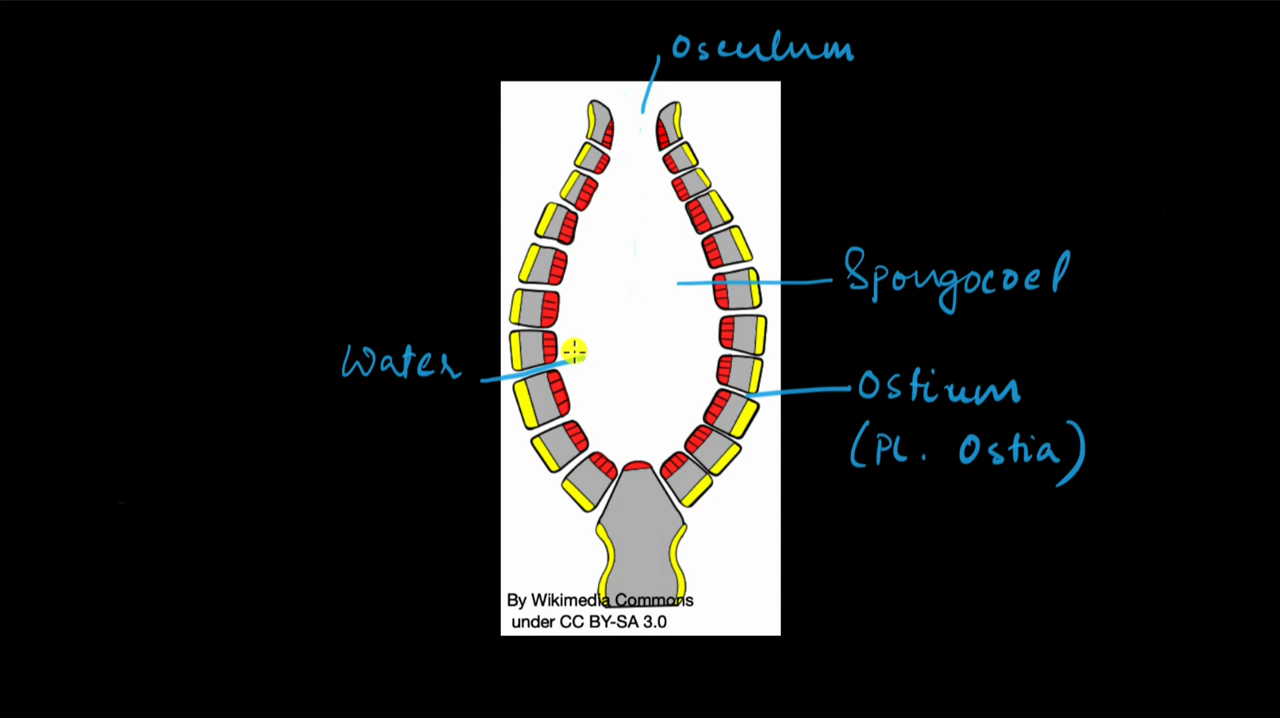 Osculum
Spongocoel
Water
Ostium
(Pl. Ostia)
By Wikimedia Commons
under CC BY-SA 3.0